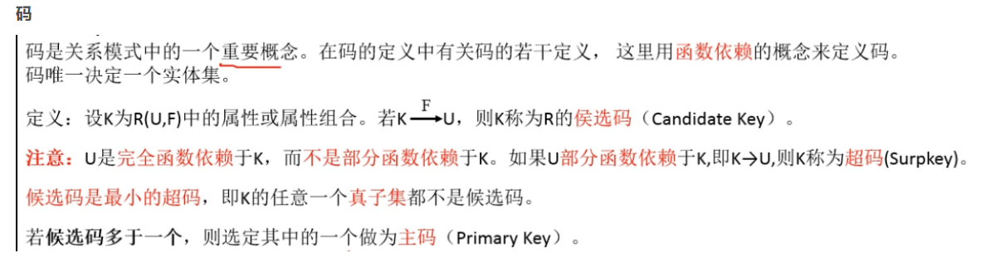 码
码是关系模式中的一个重要概念。在码的定义中有关码的若干定义， 这里用函数依赖的概念来定义码。
码唯一决定一个实体集。
定义：设K为R(U,F)中的属性或属性组合。若K F→U，则K称为R的侯选码（Candidate Key）。
注意：U是完全函数依赖于K，而不是部分函数依赖于K。如果U部分函数依赖于K,即K→U,则K称为超码(Surpkey)。
候选码是最小的超码，即K的任意一个真子集都不是候选码。
若候选码多于一个，则选定其中的一个做为主码（Primary Key）。